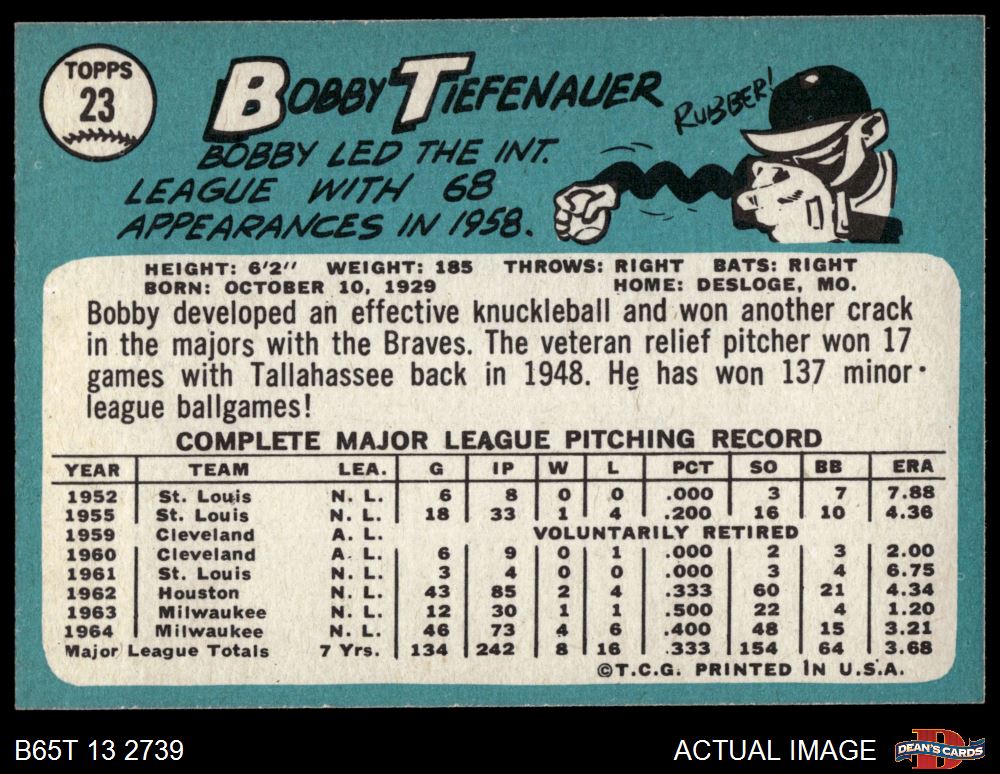 TOPPS
23
BOBBY TIEFENAUER
RUBBER!
BOBBY LED THE INT.
LEAGUE WITH 68
APPEARANCES IN 1958.
HEIGHT: 6'2" WEIGHT: 185 THROWS: RIGHT BATS: RIGHT
BORN: OCTOBER 10, 1929 HOME: DESLOGE, MO.
Bobby developed an effective knuckleball and won another crack
in the majors with the Braves. The veteran relief pitcher won 17
games with Tallahassee back in 1948. He has won 137 minor-
league ballgames!
COMPLETE MAJOR LEAGUE PITCHING RECORD
YEAR TEAM LEA. G IP W L PCT SO BB ERA
1952 St. Louis N. L. 6 8 0 0 .000 3 7 7.88
1955 St. Louis N. L. 18 33 1 4 .200 16 10 4.36
1959 Cleveland A. L. VOLUNTARILY RETIRED
1960 Cleveland A. L. 6 9 0 1 .000 2 3 2.00
1961 St. Louis N. L. 3 4 0 0 .000 3 4 6.75
1962 Houston N. L. 43 85 2 4 .333 60 21 4.34
1963 Milwaukee N. L. 12 30 1 1 .500 22 4 1.20
1964 Milwaukee N. L. 46 73 4 6 .400 48 15 3.21
Major League Totals 7 Yrs. 134 242 8 16 .333 154 64 3.68
©T.C.G. PRINTED IN U.S.A.
B65T 13 2739 ACTUAL IMAGE DEAN'S CARDS